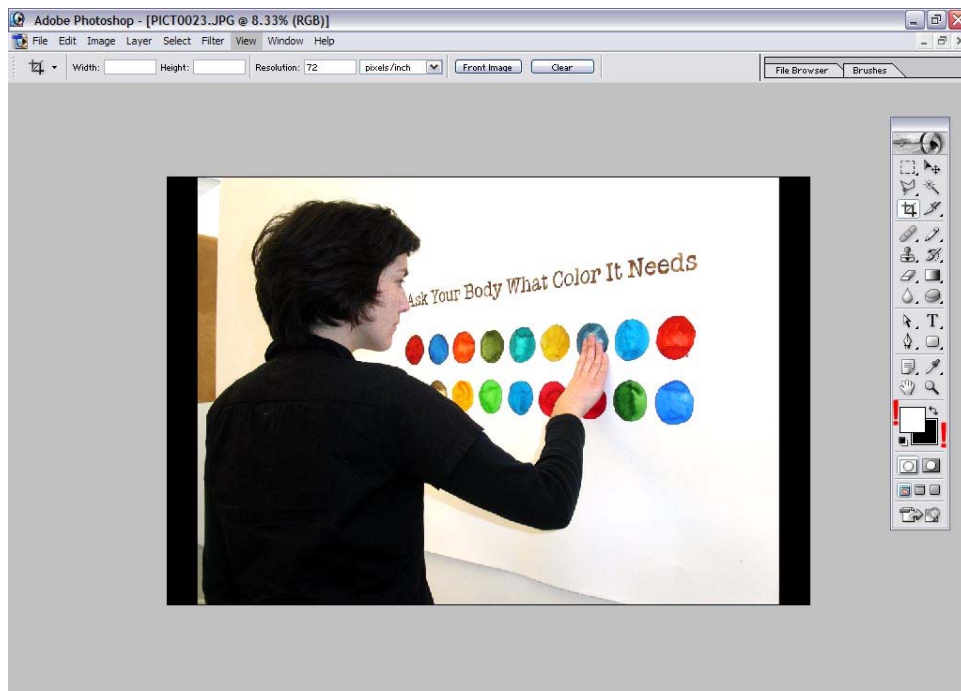 Adobe Photoshop - [PICT0023.JPG @ 8.33% (RGB)]
File Edit Image Layer Select Filter View Window Help
Width: Height: Resolution: 72 pixels/inch Front Image Clear File Browser Brushes
Ask Your Body What Color It Needs
T
! !